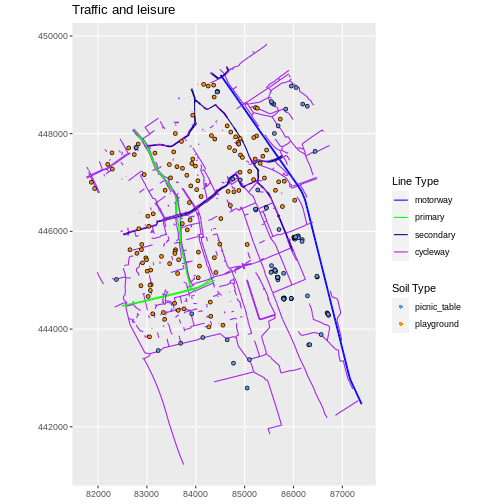 Traffic and leisure
450000
448000
446000
444000
442000
82000 83000 84000 85000 86000 87000
Line Type
motorway
primary
secondary
cycleway
Soil Type
picnic_table
playground